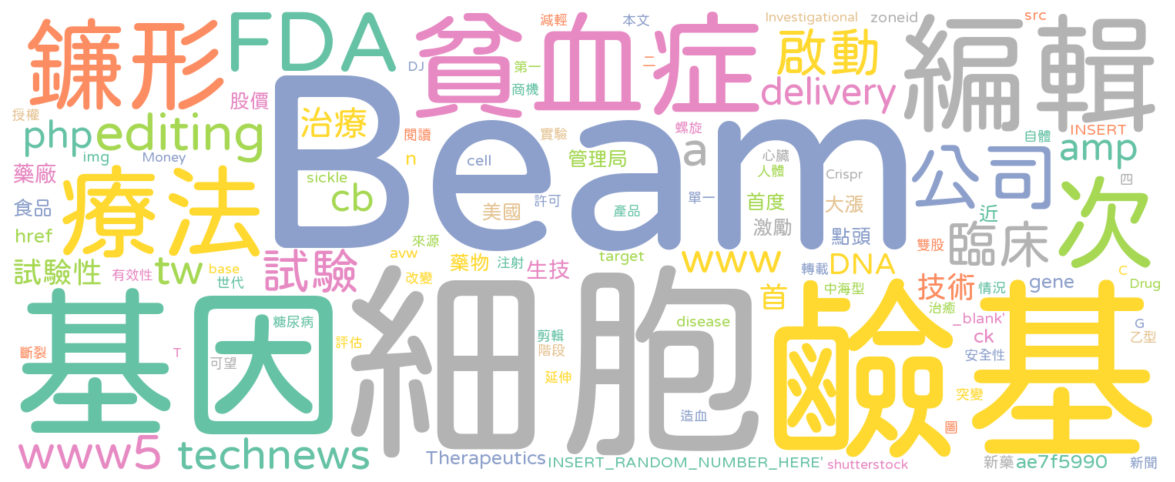 減輕 本文 Investigational zoneid src
鐮形 FDA 貧血症 啟動 編輯
DJ 第一 二
商機 delivery
股價
授權 治療 閱讀 實驗 螺旋 INSERT
php editing a 自體
img Money n cell 管理局 心臟 amp
藥廠 療法 sickle 人體 Crispr 公司 四
cb Beam 許可 單一 首度 大漲 次
食品 美國 產品 近
激勵 點頭 臨床
href 來源 雙股
試驗性 tw 試驗 avw 藥物 注射 target www 轉載 DNA
有效性 base 世代 改變 生技 首 中海型 技術 情況 gene C Drug
基因 細胞 鹼基
糖尿病 disease 治癒 _blank' G
斷裂 T 評估 剪輯 ck 乙型
可望 階段 安全性
延伸 突變
造血 圖
www5 technews Therapeutics INSERT_RANDOM_NUMBER_HERE' shutterstock 新藥 ae7f5990 新聞